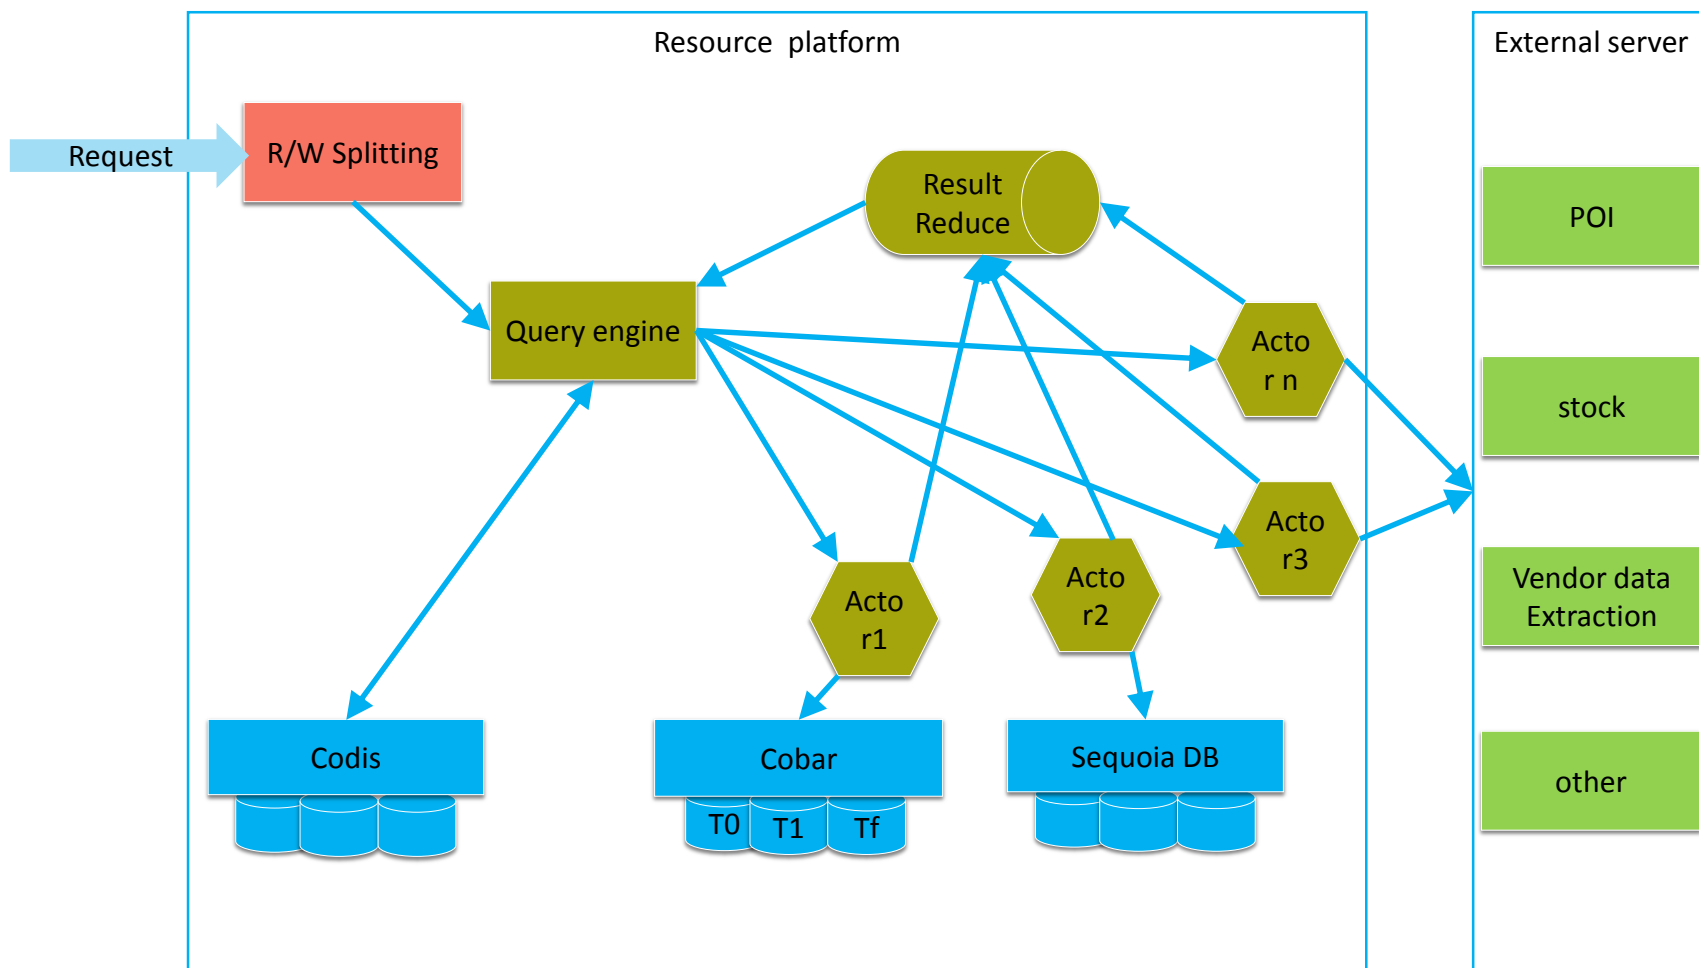 Resource platform
External server
Request
R/W Splitting
Result
Reduce
POI
Query engine
Acto
r n
stock
Acto
r3
Acto
r2
Acto
r1
Vendor data
Extraction
Codis
Cobar
Sequoia DB
other
T0
T1
Tf